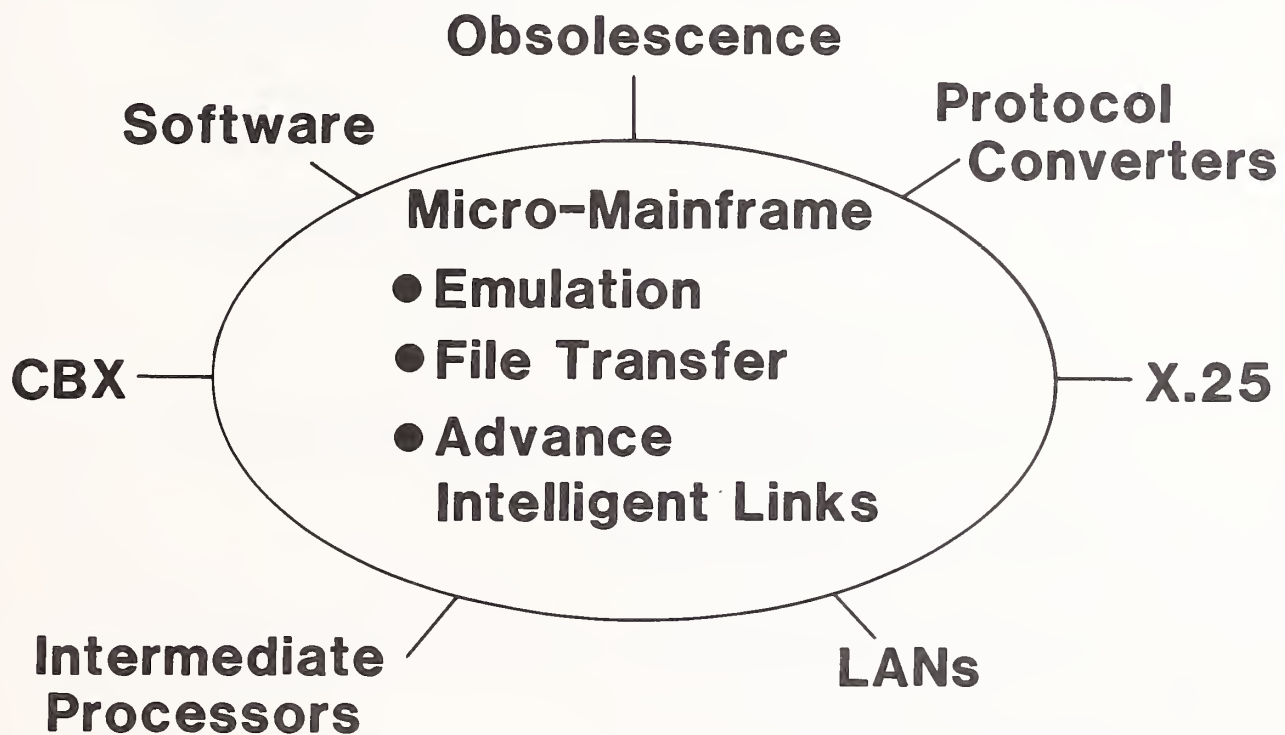 Obsolescence
Software
Protocol
Converters
Micro-Mainframe
● Emulation
● File Transfer
● Advance
Intelligent Links
CBX
X.25
Intermediate
Processors
LANs